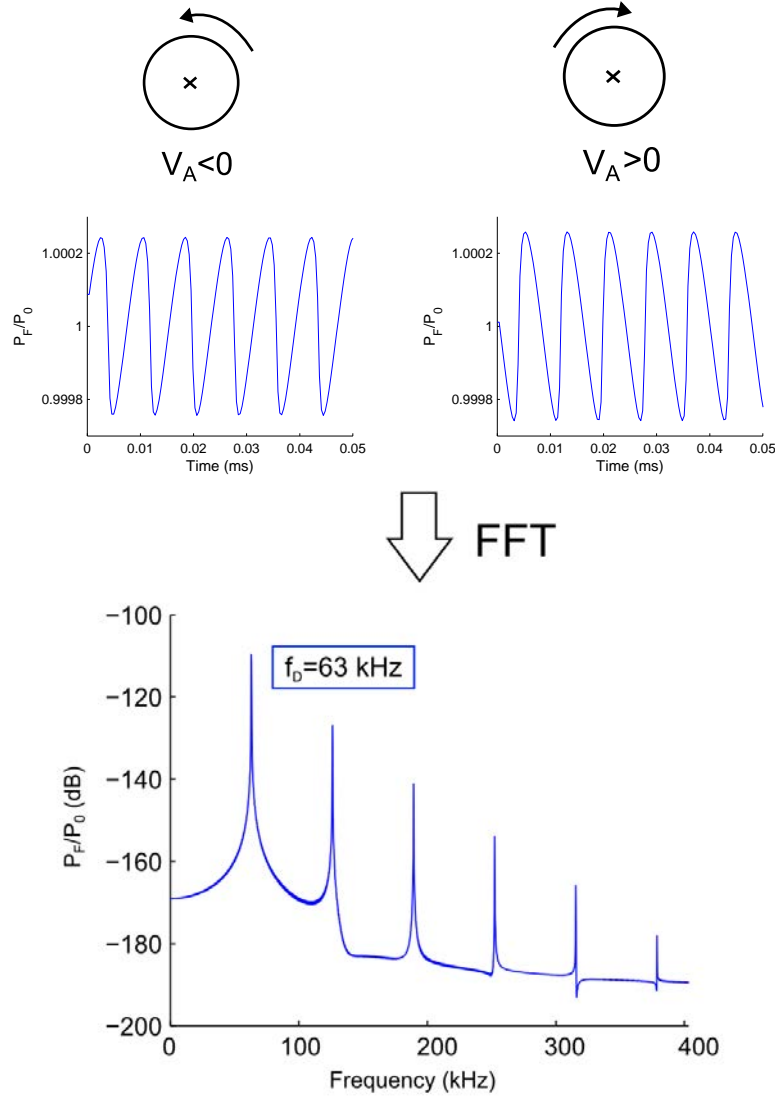 V_A<0
V_A>0
P_F/P_0
1.0002
1
0.9998
0 0.01 0.02 0.03 0.04 0.05
Time (ms)
P_F/P_0
1.0002
1
0.9998
0 0.01 0.02 0.03 0.04 0.05
Time (ms)
FFT
P_F/P_0 (dB)
−100
−120
−140
−160
−180
−200
f_D=63 kHz
0 100 200 300 400
Frequency (kHz)